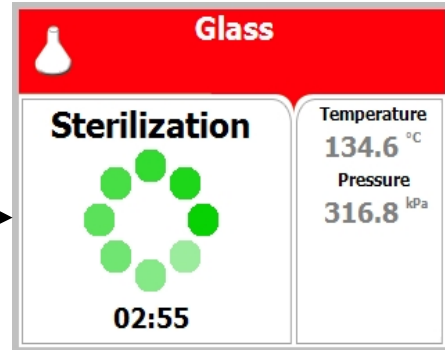 Glass
Sterilization
02:55
Temperature
134.6 °C
Pressure
316.8 kPa